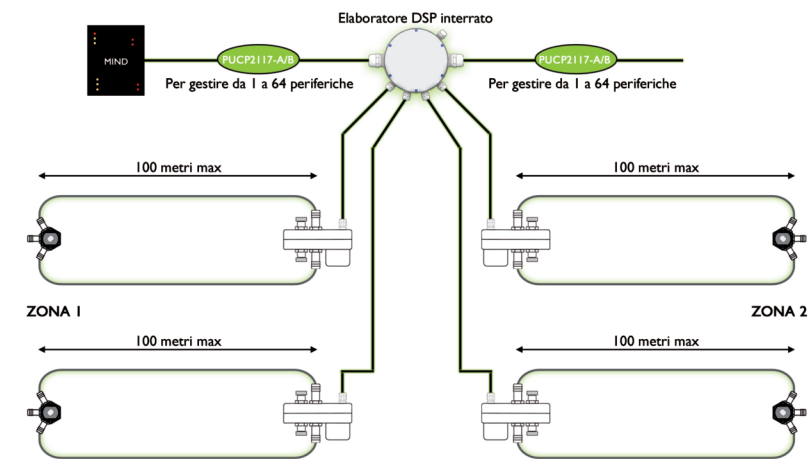 Elaboratore DSP interrato
MIND
PUCP2117-A/B
PUCP2117-A/B
Per gestire da 1 a 64 periferiche
Per gestire da 1 a 64 periferiche
100 metri max
100 metri max
ZONA 1
ZONA 2
100 metri max
100 metri max